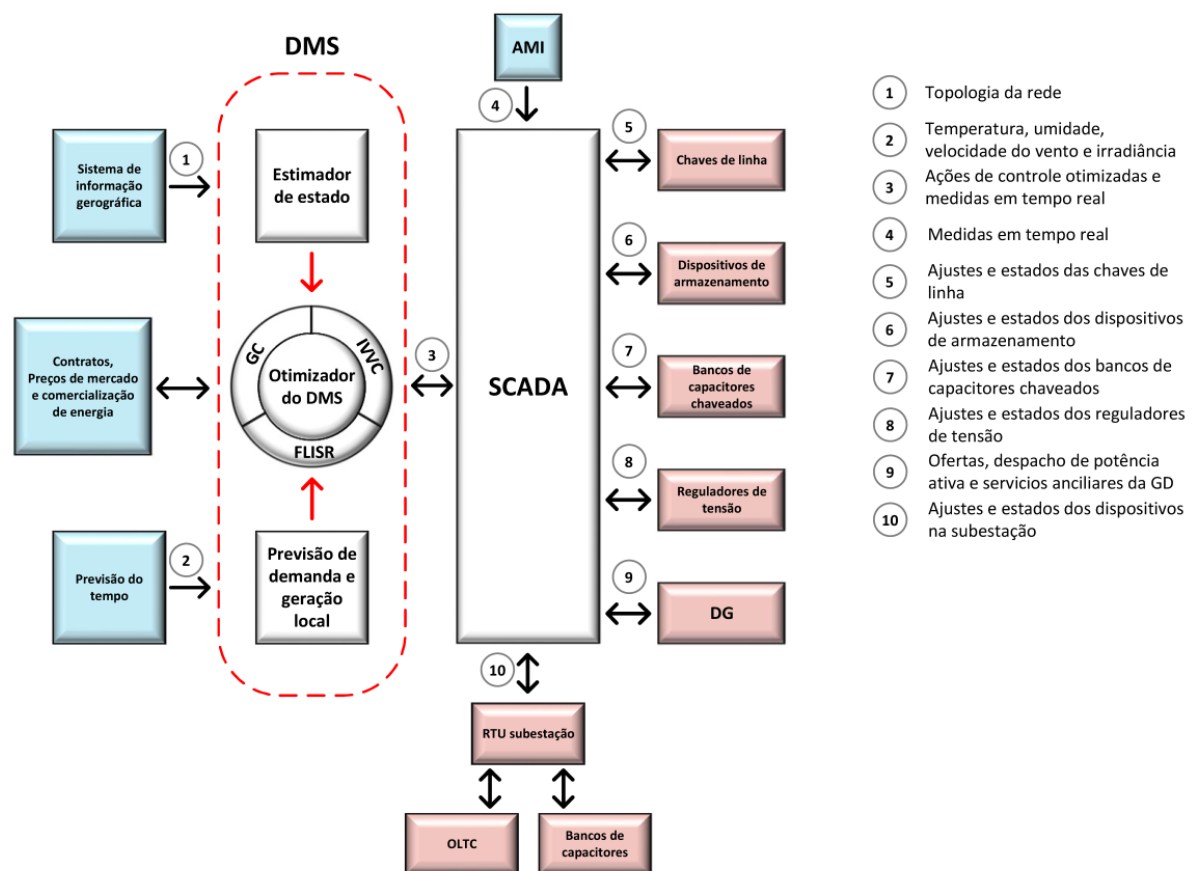 DMS
AMI
4
1
Sistema de
informação
gerográfica
Estimador
de estado
5
Chaves de linha
6
Dispositivos de
armazenamento
Contratos,
Preços de mercado
e comercialização
de energia
GC
IVVC
FLISR
Otimizador
do DMS
3
SCADA
7
Bancos de
capacitores
chaveados
8
Reguladores de
tensão
2
Previsão do
tempo
Previsão de
demanda e
geração
local
9
DG
10
RTU subestação
OLTC
Bancos de
capacitores
1 Topologia da rede
2 Temperatura, umidade,
velocidade do vento e irradiância
3 Ações de controle otimizadas e
medidas em tempo real
4 Medidas em tempo real
5 Ajustes e estados das chaves de
linha
6 Ajustes e estados dos dispositivos
de armazenamento
7 Ajustes e estados dos bancos de
capacitores chaveados
8 Ajustes e estados dos reguladores
de tensão
9 Ofertas, despacho de potência
ativa e servicios anciliares da GD
10 Ajustes e estados dos dispositivos
na subestação